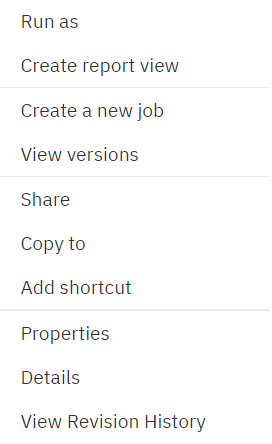 Run as
Create report view
Create a new job
View versions
Share
Copy to
Add shortcut
Properties
Details
View Revision History